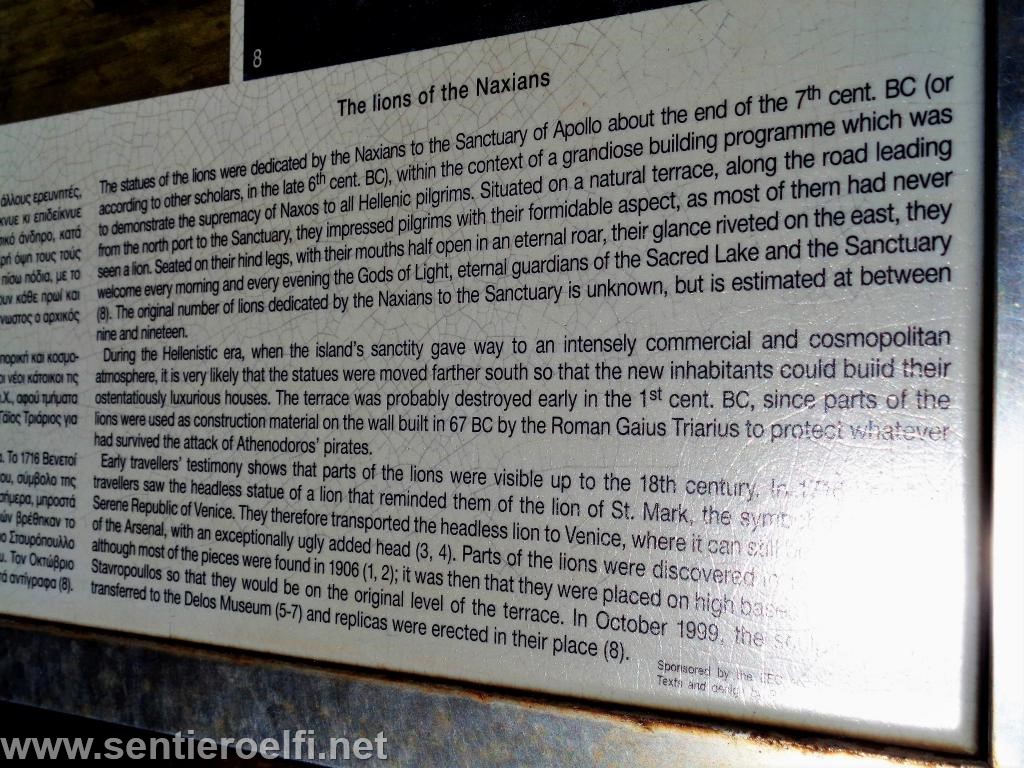 8
The lions of the Naxians
άλλους ερευνητές,
κνυε κι επιδείκνυε
ικό άνδηρο, κατά
ρή όψη τους τούς
πίσω πόδια, με το
ουν κάθε πρωί και
νωστος ο αρχικός
πορική και κοσμο-
οι νέοι κάτοικοι της
.Χ., αφού τμήματα
Γάϊος Τριάριος για
. Το 1716 Βενετοί
ου, σύμβολο της
σήμερα, μπροστά
ών βρέθηκαν το
ο Σταυρόπουλλο
υ. Τον Οκτώβριο
τά αντίγραφα (8).
The statues of the lions were dedicated by the Naxians to the Sanctuary of Apollo about the end of the 7th cent. BC (or
according to other scholars, in the late 6th cent. BC), within the context of a grandiose building programme which was
to demonstrate the supremacy of Naxos to all Hellenic pilgrims. Situated on a natural terrace, along the road leading
from the north port to the Sanctuary, they impressed pilgrims with their formidable aspect, as most of them had never
seen a lion. Seated on their hind legs, with their mouths half open in an eternal roar, their glance riveted on the east, they
welcome every morning and every evening the Gods of Light, eternal guardians of the Sacred Lake and the Sanctuary
(8). The original number of lions dedicated by the Naxians to the Sanctuary is unknown, but is estimated at between
nine and nineteen.
During the Hellenistic era, when the island's sanctity gave way to an intensely commercial and cosmopolitan
atmosphere, it is very likely that the statues were moved farther south so that the new inhabitants could build their
ostentatiously luxurious houses. The terrace was probably destroyed early in the 1st cent. BC, since parts of the
lions were used as construction material on the wall built in 67 BC by the Roman Gaius Triarius to protect whatever
had survived the attack of Athenodoros' pirates.
Early travellers' testimony shows that parts of the lions were visible up to the 18th century. In
travellers saw the headless statue of a lion that reminded them of the lion of St. Mark, the
Serene Republic of Venice. They therefore transported the headless lion to Venice, where it can still
of the Arsenal, with an exceptionally ugly added head (3, 4). Parts of the lions were discovered
although most of the pieces were found in 1906 (1, 2); it was then that they were placed on high
Stavropoullos so that they would be on the original level of the terrace. In October 1999, the
transferred to the Delos Museum (5-7) and replicas were erected in their place (8).
Sponsored by the
Texts and
www.sentieroelfi.net